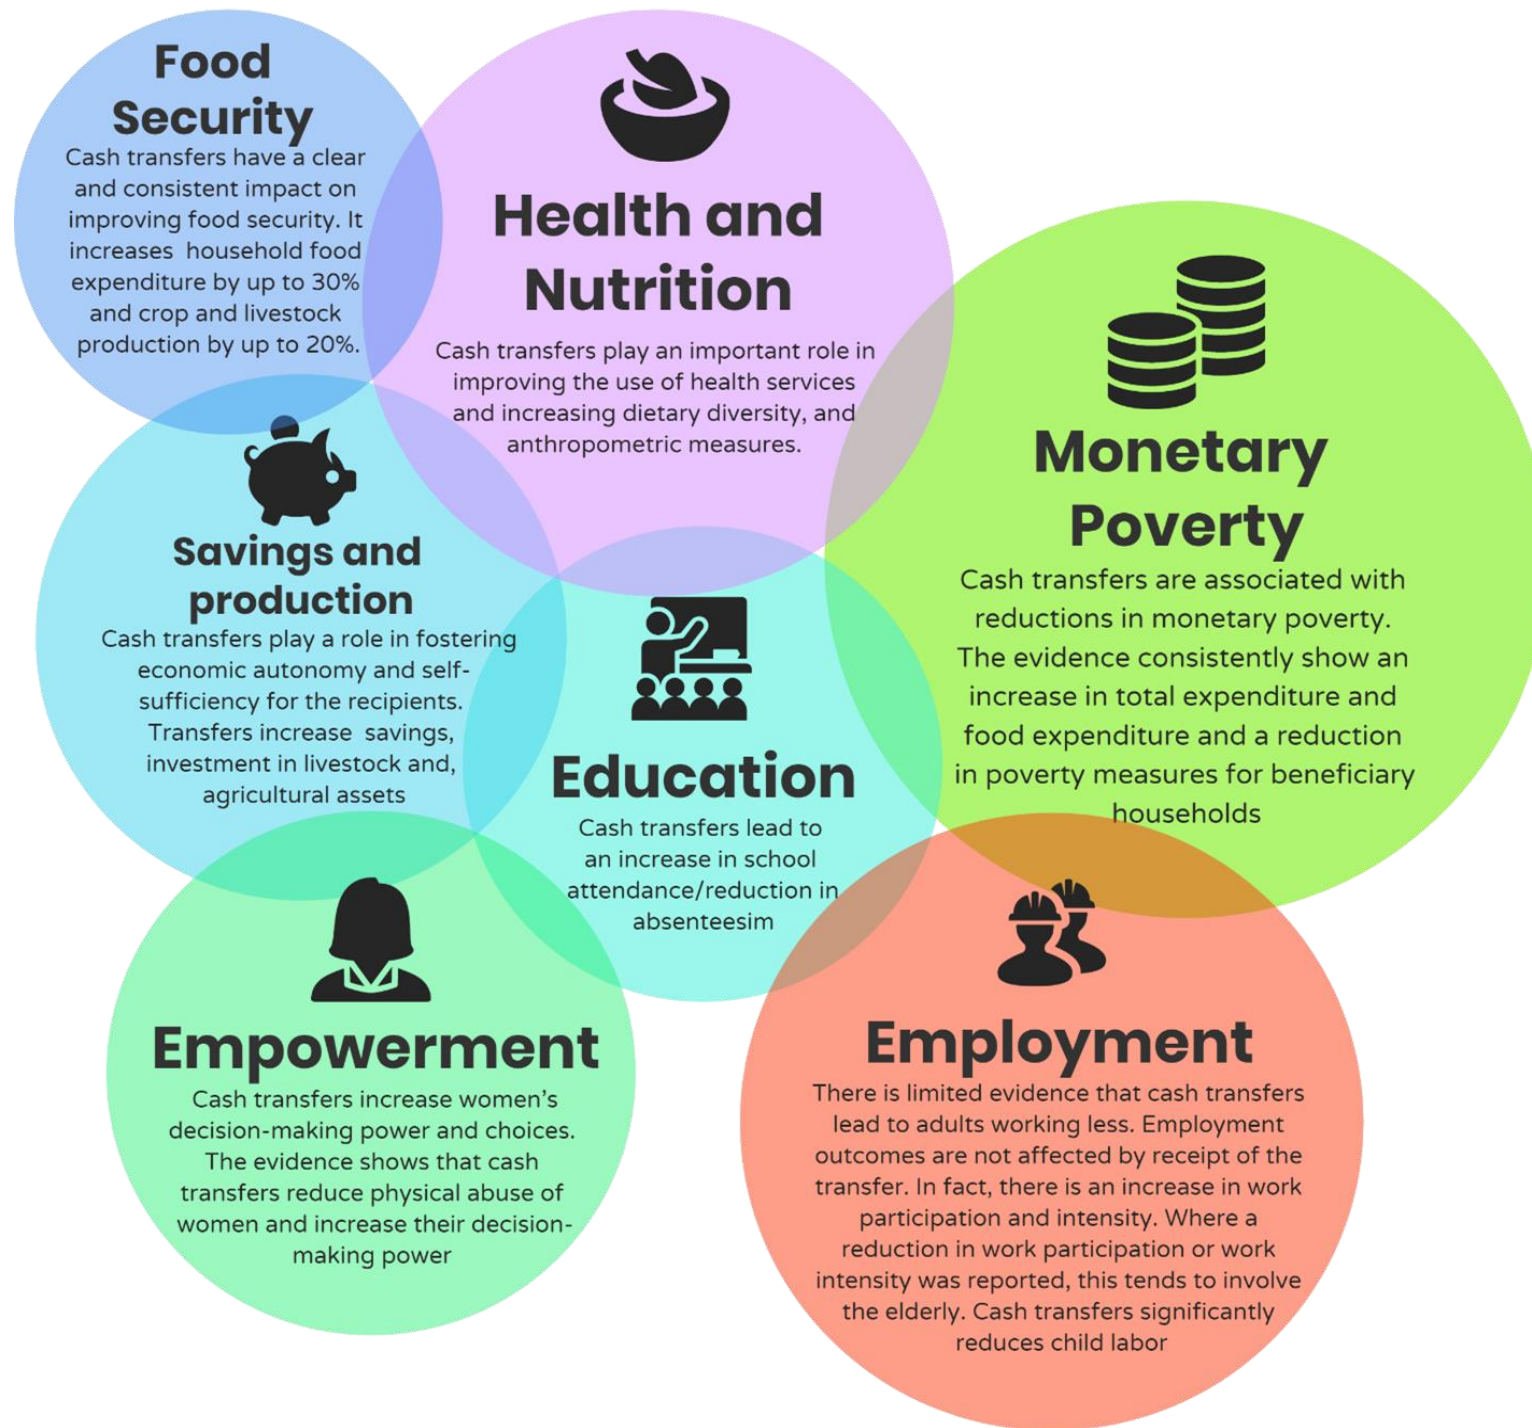 Food
Security
Cash transfers have a clear
and consistent impact on
improving food security. It
increases household food
expenditure by up to 30%
and crop and livestock
production by up to 20%.
Health and
Nutrition
Cash transfers play an important role in
improving the use of health services
and increasing dietary diversity, and
anthropometric measures.
Monetary
Poverty
Cash transfers are associated with
reductions in monetary poverty.
The evidence consistently show an
increase in total expenditure and
food expenditure and a reduction
in poverty measures for beneficiary
households
Savings and
production
Cash transfers play a role in fostering
economic autonomy and self-
sufficiency for the recipients.
Transfers increase savings,
investment in livestock and,
agricultural assets
Education
Cash transfers lead to
an increase in school
attendance/reduction in
absenteesim
Empowerment
Cash transfers increase women's
decision-making power and choices.
The evidence shows that cash
transfers reduce physical abuse of
women and increase their decision-
making power
Employment
There is limited evidence that cash transfers
lead to adults working less. Employment
outcomes are not affected by receipt of the
transfer. In fact, there is an increase in work
participation and intensity. Where a
reduction in work participation or work
intensity was reported, this tends to involve
the elderly. Cash transfers significantly
reduces child labor